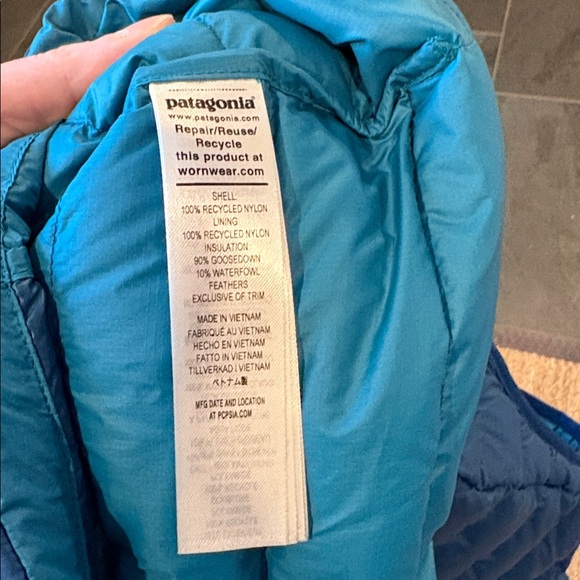 patagonia®
www.patagonia.com
Repair/Reuse/
Recycle
this product at
wornwear.com
SHELL
100% RECYCLED NYLON
LINING
100% RECYCLED NYLON
INSULATION
90% GOOSEDOWN
10% WATERFOWL
FEATHERS
EXCLUSIVE OF TRIM
MADE IN VIETNAM
FABRIQUÉ AU VIETNAM
HECHO EN VIETNAM
FATTO IN VIETNAM
TILLVERKAD I VIETNAM
ベトナム製
MFG DATE AND LOCATION
AT PCPSIA.COM